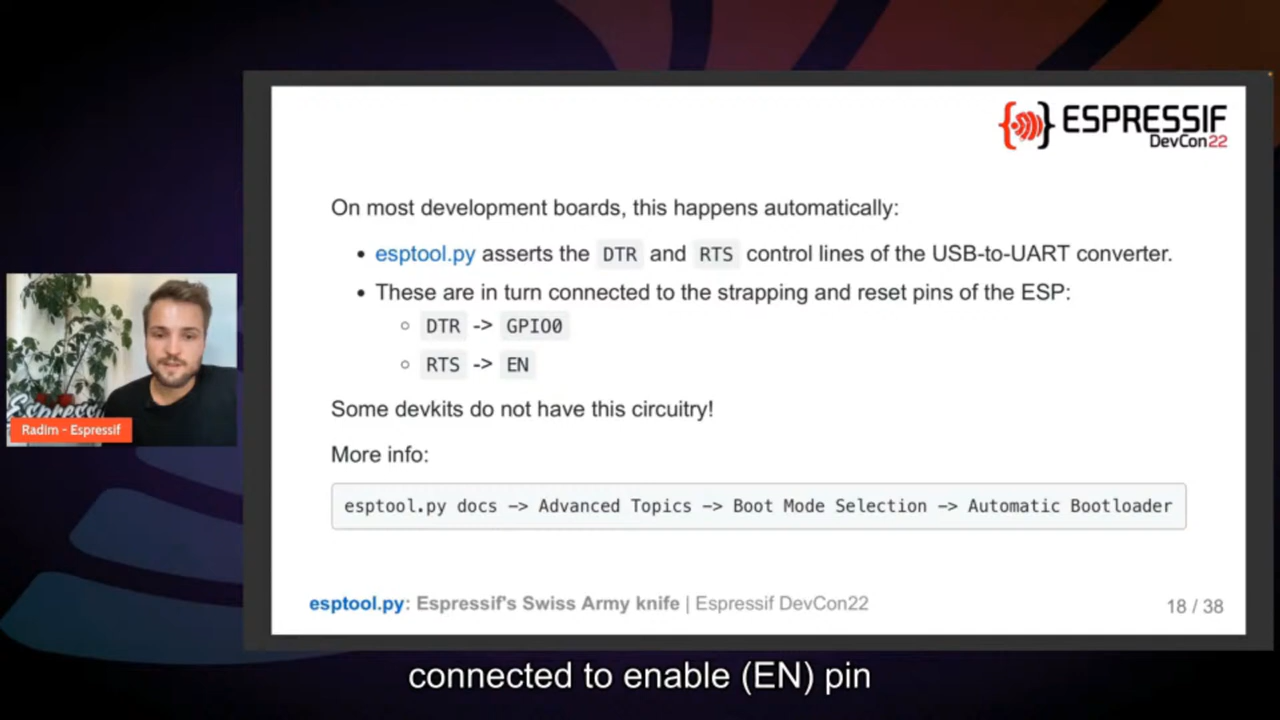 { } ESPRESSIF
DevCon22
On most development boards, this happens automatically:
• esptool.py asserts the DTR and RTS control lines of the USB-to-UART converter.
• These are in turn connected to the strapping and reset pins of the ESP:
○ DTR -> GPIO0
○ RTS -> EN
Some devkits do not have this circuitry!
More info:
esptool.py docs -> Advanced Topics -> Boot Mode Selection -> Automatic Bootloader
esptool.py: Espressif's Swiss Army knife | Espressif DevCon22
18 / 38
Espress
Radim - Espressif
connected to enable (EN) pin